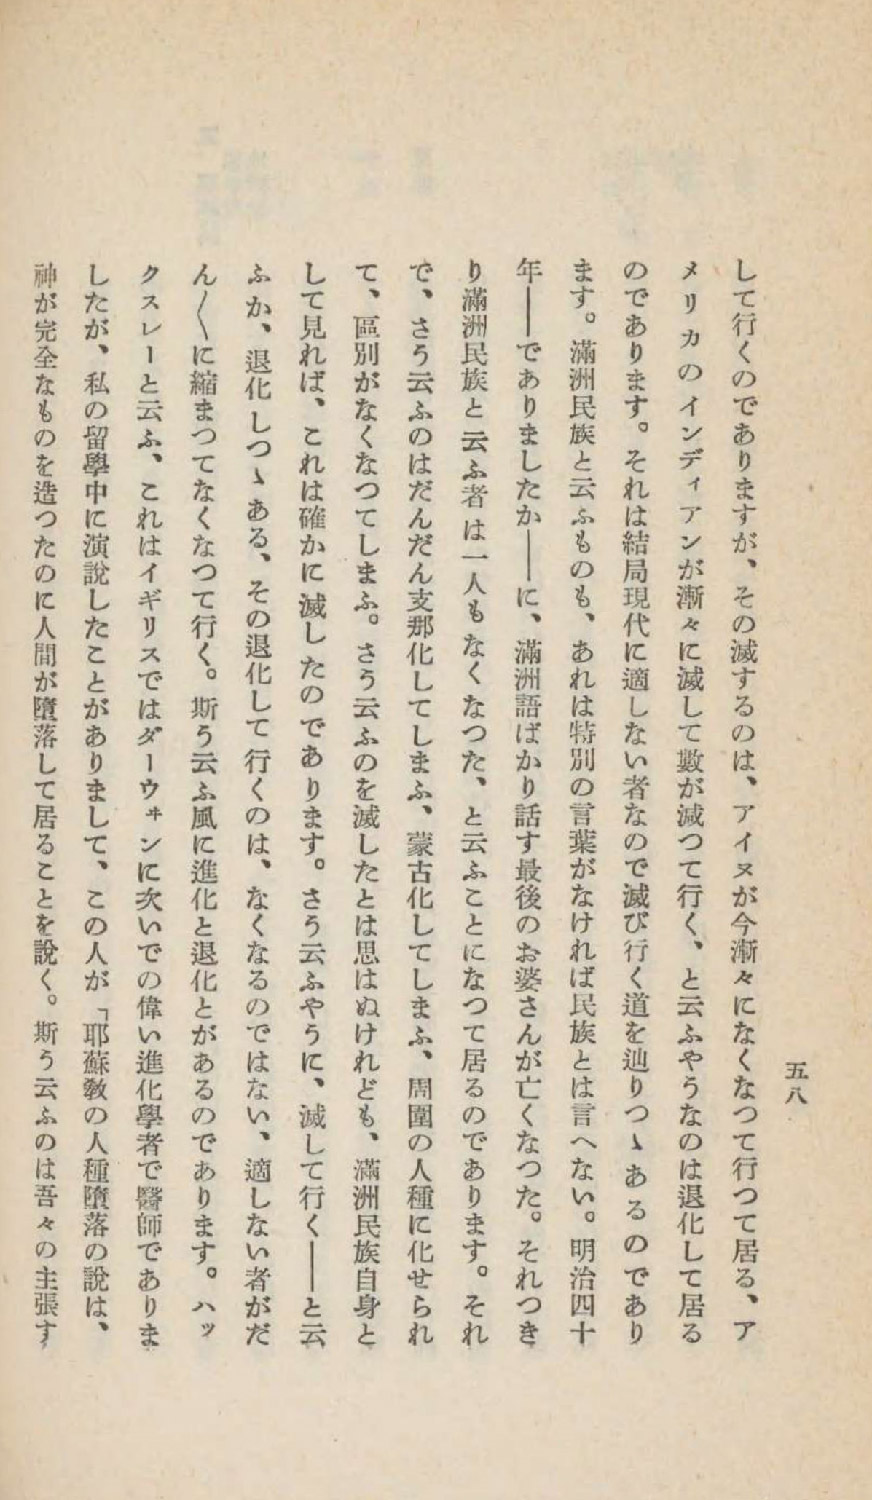 五八
して行くのでありますが、その滅するのは、アイヌが今漸々になくなつて行つて居る、ア
メリカのインディアンが漸々に滅して數が減つて行く、と云ふやうなのは退化して居る
のであります。それは結局現代に適しない者なので滅び行く道を辿りつゝあるのであり
ます。滿洲民族と云ふものも、あれは特別の言葉がなければ民族とは言へない。明治四十
年――でありましたか――に、滿洲語ばかり話す最後のお婆さんが亡くなつた。それつき
り滿洲民族と云ふ者は一人もなくなつた、と云ふことになつて居るのであります。それ
で、さう云ふのはだんだん支那化してしまふ、蒙古化してしまふ、周圍の人種に化せられ
て、區別がなくなつてしまふ。さう云ふのを滅したとは思はぬけれども、滿洲民族自身と
して見れば、これは確かに滅したのであります。さう云ふやうに、滅して行く――と云
ふか、退化しつゝある、その退化して行くのは、なくなるのではない、適しない者がだ
ん〳〵に縮まつてなくなつて行く。斯う云ふ風に進化と退化とがあるのであります。ハッ
クスレーと云ふ、これはイギリスではダーウヰンに次いでの偉い進化學者で醫師でありま
したが、私の留學中に演說したことがありまして、この人が「耶蘇敎の人種墮落の說は、
神が完全なものを造つたのに人間が墮落して居ることを說く。斯う云ふのは吾々の主張す